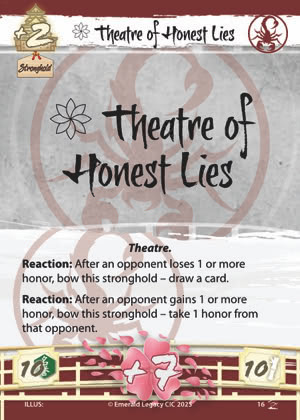 +2
Theatre of Honest Lies
Stronghold
Theatre of
Honest Lies
Theatre.
Reaction: After an opponent loses 1 or more
honor, bow this stronghold – draw a card.
Reaction: After an opponent gains 1 or more
honor, bow this stronghold – take 1 honor from
that opponent.
10
+7
10
ILLUS:
© Emerald Legacy CIC 2025
16